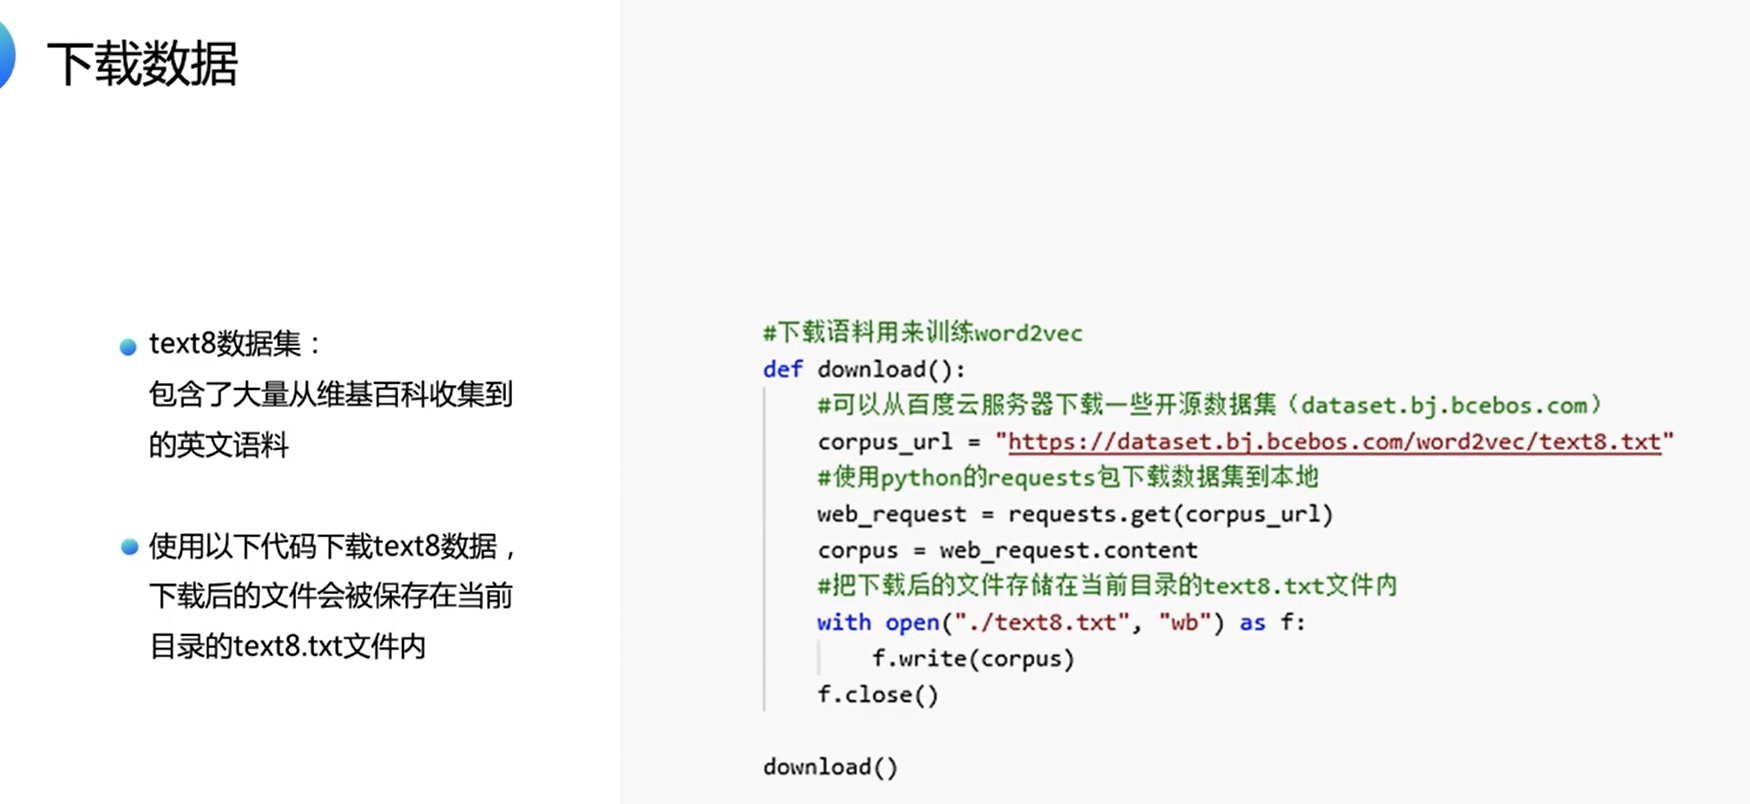 下载数据
text8数据集：
包含了大量从维基百科收集到
的英文语料
使用以下代码下载text8数据，
下载后的文件会被保存在当前
目录的text8.txt文件内
#下载语料用来训练word2vec
def download():
    #可以从百度云服务器下载一些开源数据集（dataset.bj.bcebos.com）
    corpus_url = "https://dataset.bj.bcebos.com/word2vec/text8.txt"
    #使用python的requests包下载数据集到本地
    web_request = requests.get(corpus_url)
    corpus = web_request.content
    #把下载后的文件存储在当前目录的text8.txt文件内
    with open("./text8.txt", "wb") as f:
        f.write(corpus)
    f.close()
download()